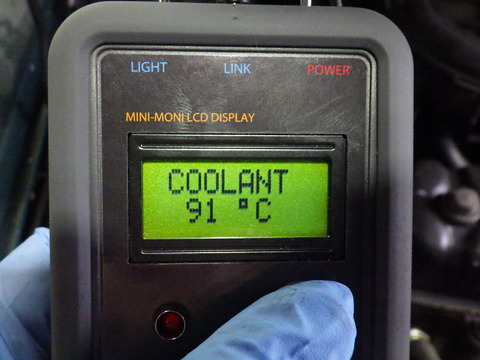 LIGHT LINK POWER
MINI-MONI LCD DISPLAY
COOLANT
91 °C